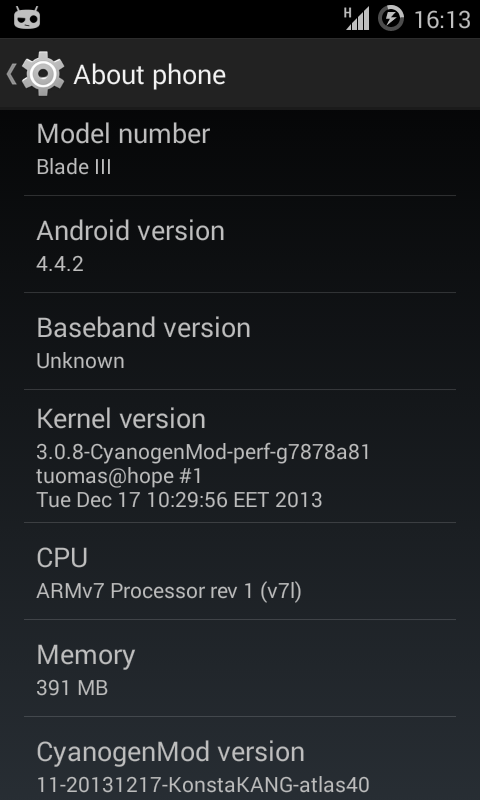 H 16:13
About phone
Model number
Blade III
Android version
4.4.2
Baseband version
Unknown
Kernel version
3.0.8-CyanogenMod-perf-g7878a81
tuomas@hope #1
Tue Dec 17 10:29:56 EET 2013
CPU
ARMv7 Processor rev 1 (v7l)
Memory
391 MB
CyanogenMod version
11-20131217-KonstaKANG-atlas40